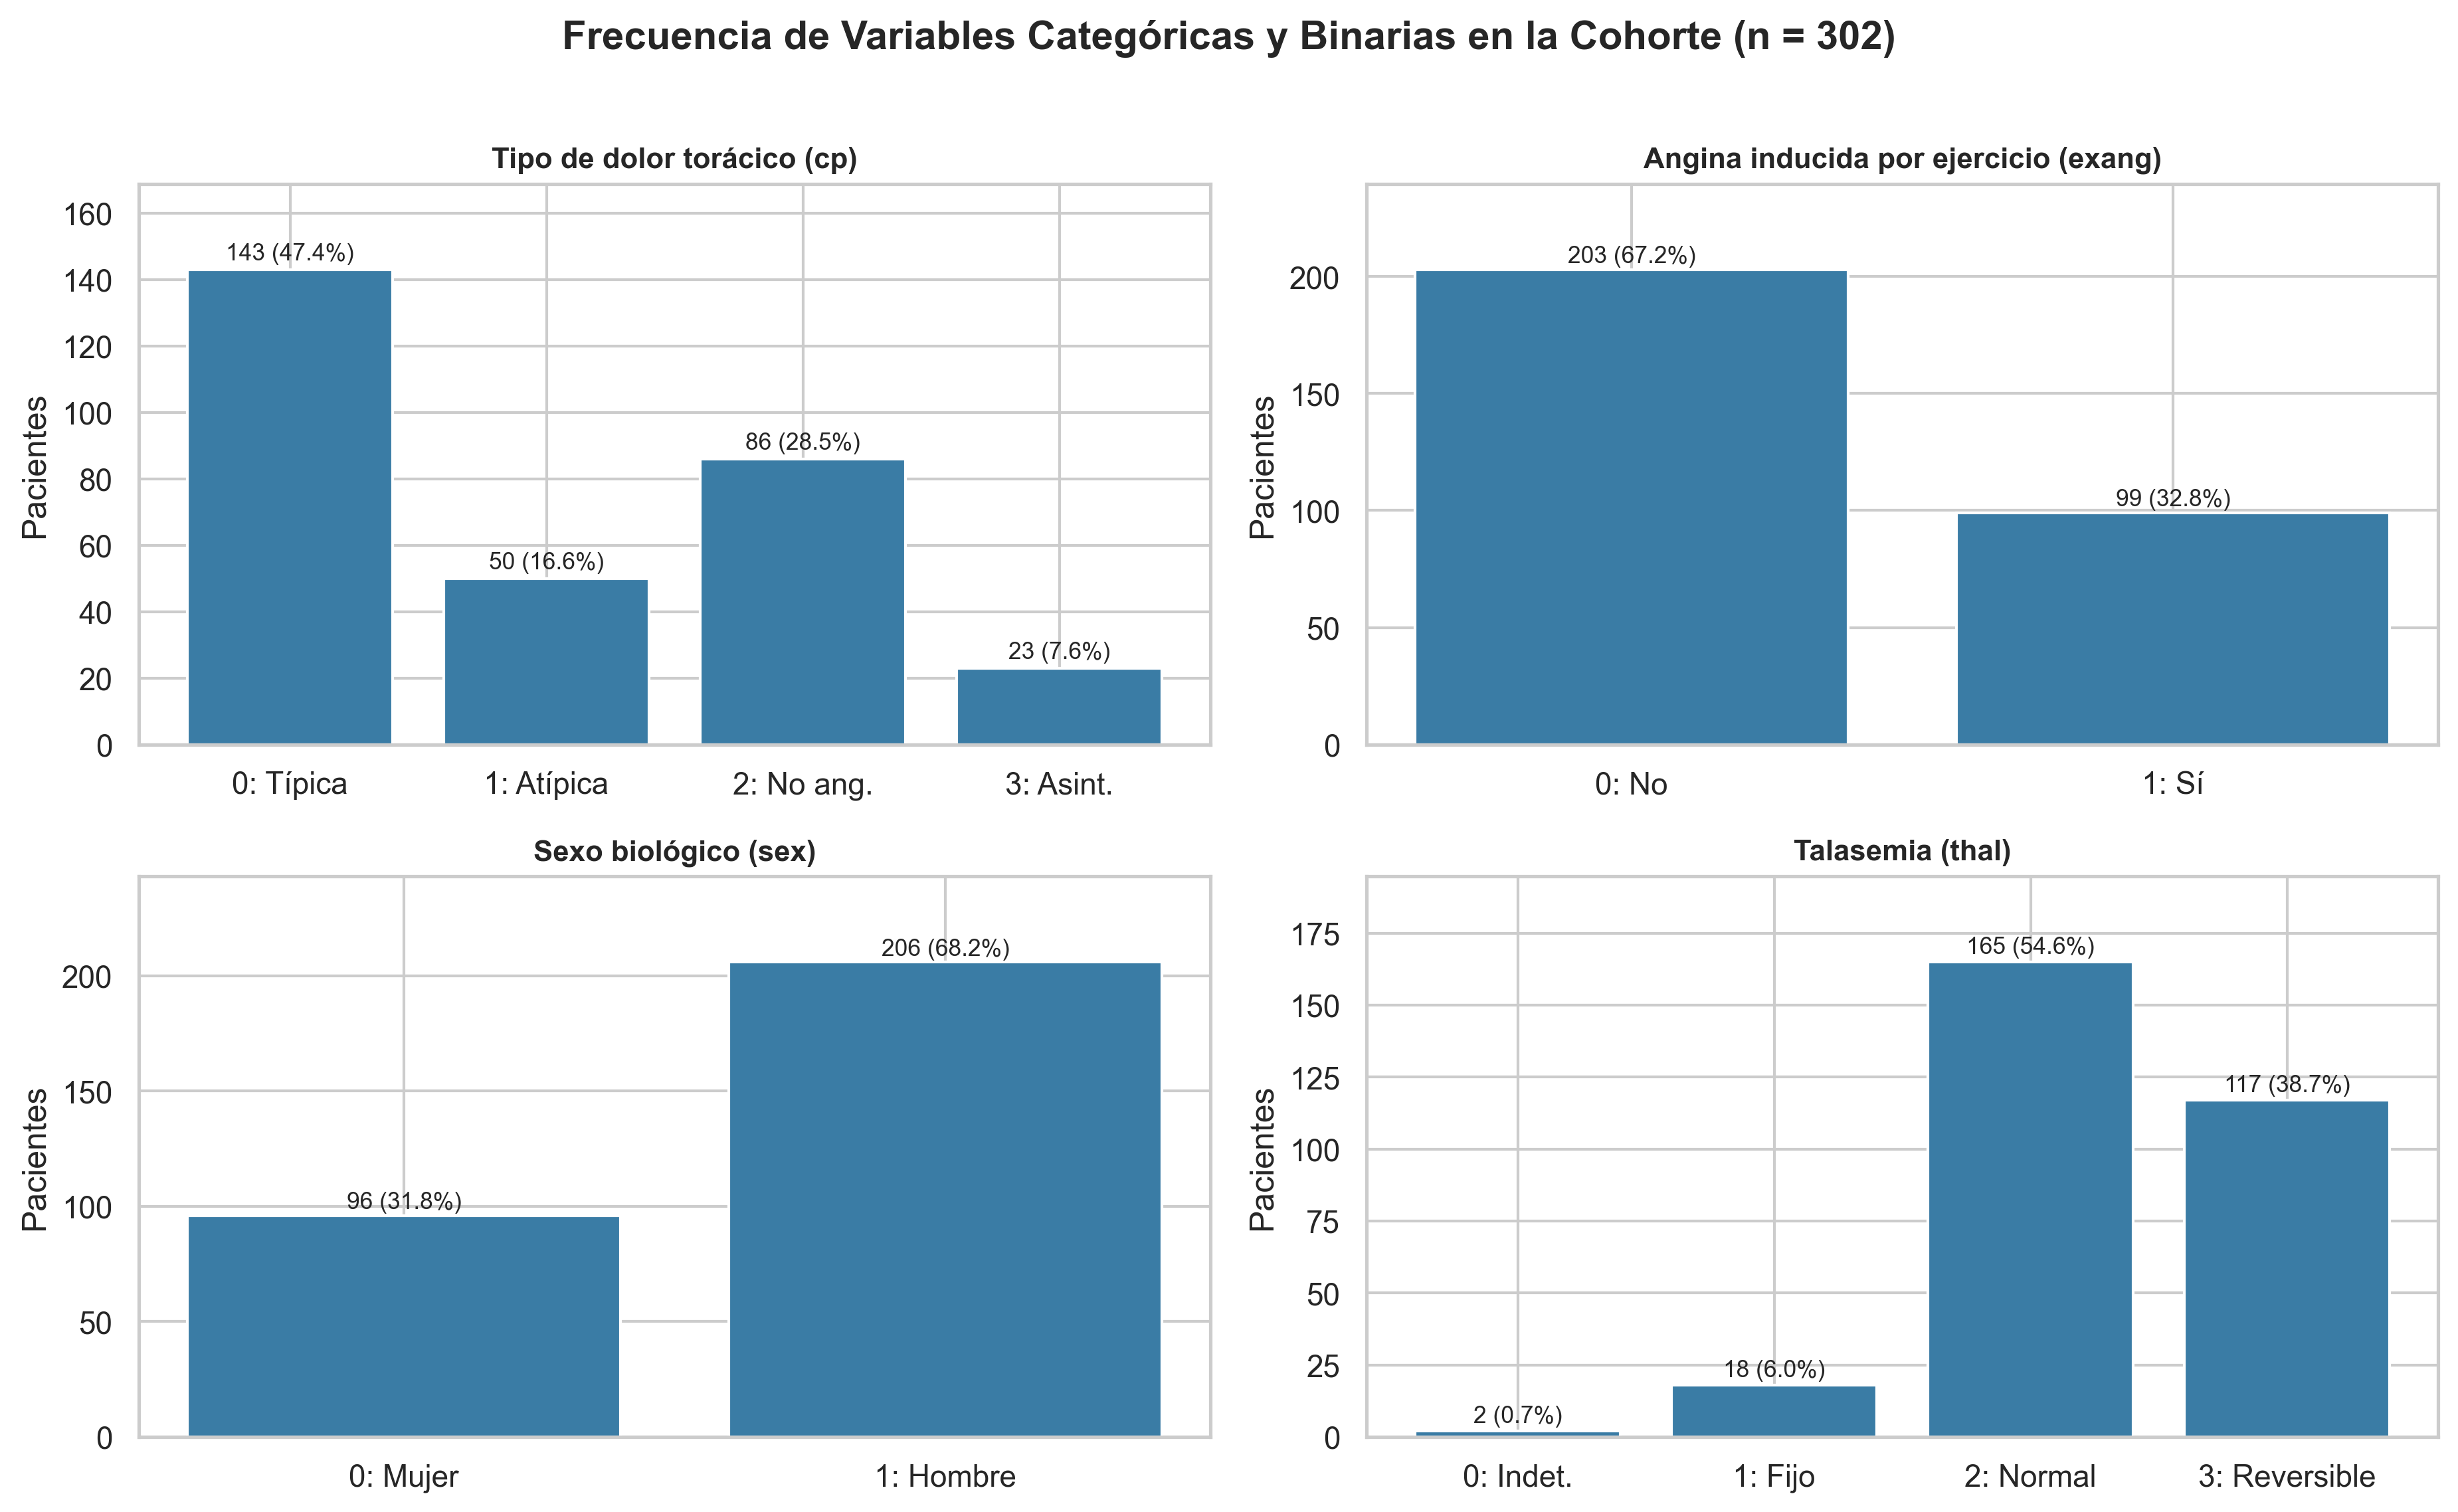 Frecuencia de Variables Categóricas y Binarias en la Cohorte (n = 302)
Tipo de dolor torácico (cp)
Pacientes
160
140
120
100
80
60
40
20
0
143 (47.4%)
50 (16.6%)
86 (28.5%)
23 (7.6%)
0: Típica
1: Atípica
2: No ang.
3: Asint.
Angina inducida por ejercicio (exang)
Pacientes
200
150
100
50
0
203 (67.2%)
99 (32.8%)
0: No
1: Sí
Sexo biológico (sex)
Pacientes
200
150
100
50
0
96 (31.8%)
206 (68.2%)
0: Mujer
1: Hombre
Talasemia (thal)
Pacientes
175
150
125
100
75
50
25
0
2 (0.7%)
18 (6.0%)
165 (54.6%)
117 (38.7%)
0: Indet.
1: Fijo
2: Normal
3: Reversible